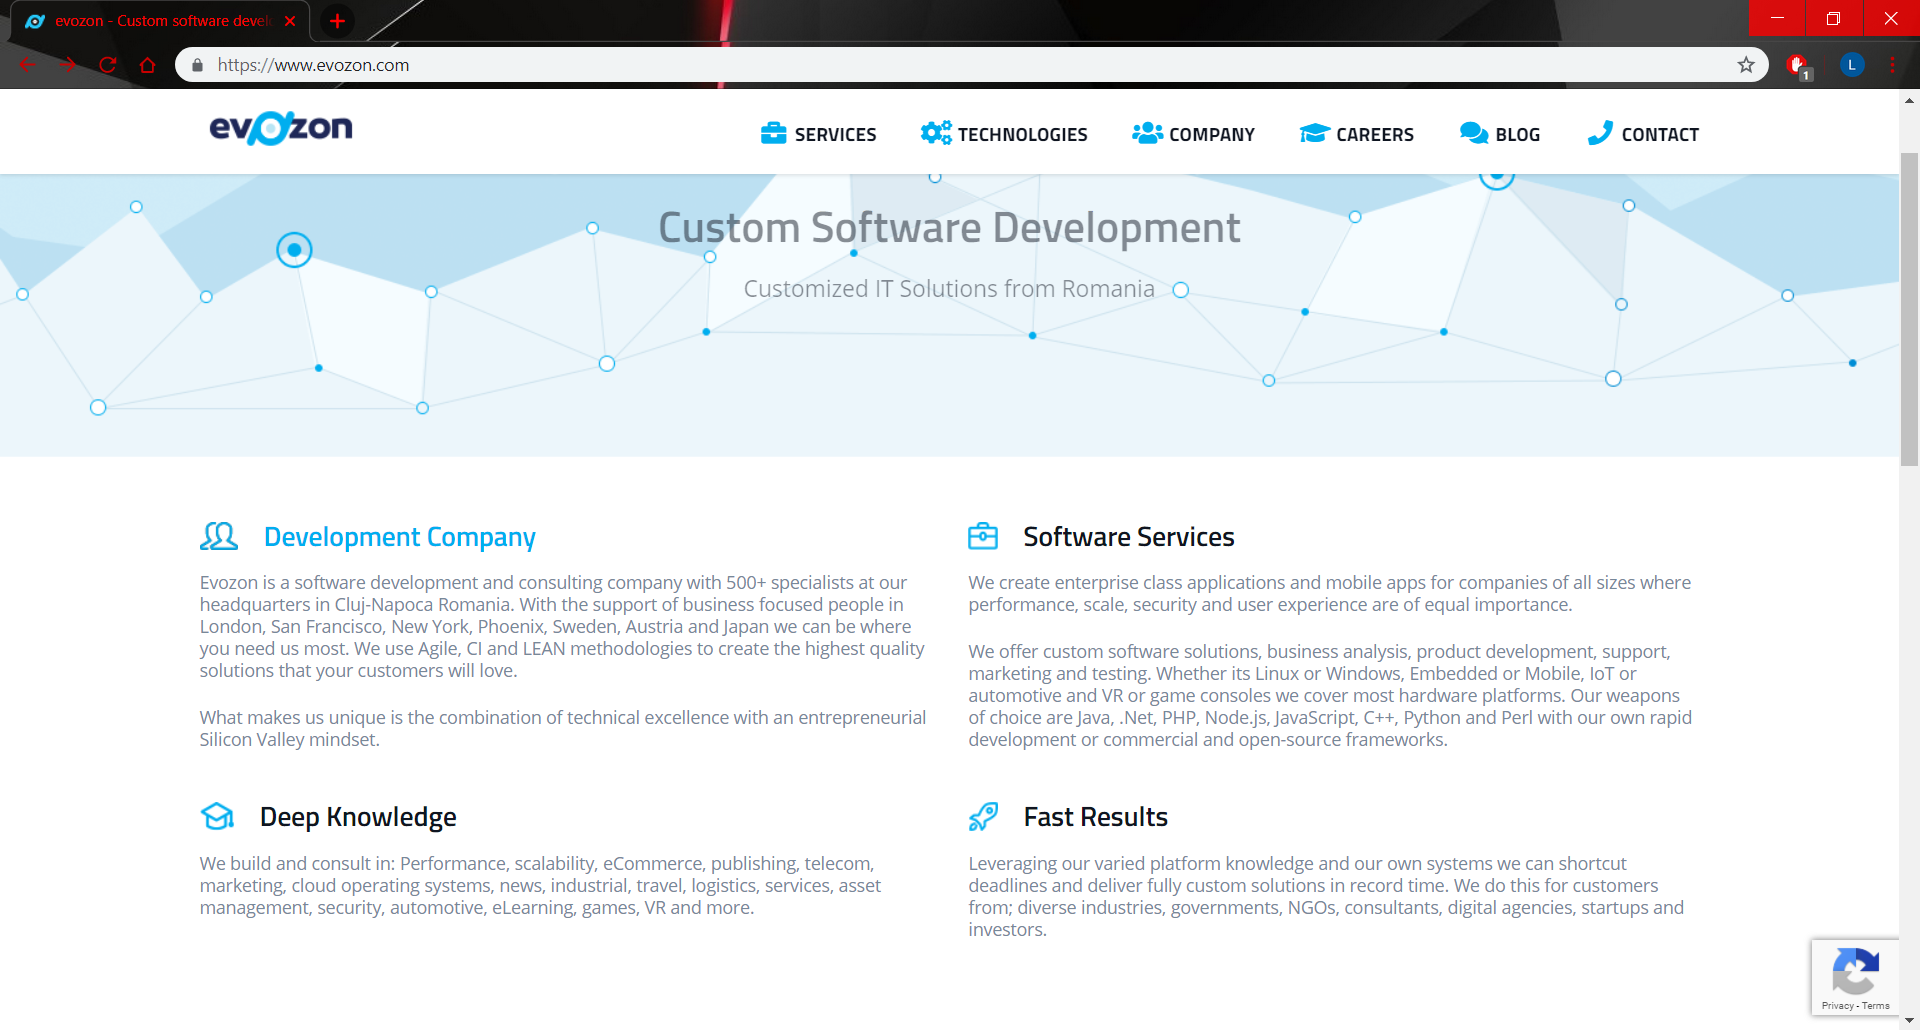 evozon - Custom software devel
https://www.evozon.com
1
L
evozon
SERVICES
TECHNOLOGIES
COMPANY
CAREERS
BLOG
CONTACT
Custom Software Development
Customized IT Solutions from Romania
Development Company
Evozon is a software development and consulting company with 500+ specialists at our
headquarters in Cluj-Napoca Romania. With the support of business focused people in
London, San Francisco, New York, Phoenix, Sweden, Austria and Japan we can be where
you need us most. We use Agile, CI and LEAN methodologies to create the highest quality
solutions that your customers will love.
What makes us unique is the combination of technical excellence with an entrepreneurial
Silicon Valley mindset.
Software Services
We create enterprise class applications and mobile apps for companies of all sizes where
performance, scale, security and user experience are of equal importance.
We offer custom software solutions, business analysis, product development, support,
marketing and testing. Whether its Linux or Windows, Embedded or Mobile, IoT or
automotive and VR or game consoles we cover most hardware platforms. Our weapons
of choice are Java, .Net, PHP, Node.js, JavaScript, C++, Python and Perl with our own rapid
development or commercial and open-source frameworks.
Deep Knowledge
We build and consult in: Performance, scalability, eCommerce, publishing, telecom,
marketing, cloud operating systems, news, industrial, travel, logistics, services, asset
management, security, automotive, eLearning, games, VR and more.
Fast Results
Leveraging our varied platform knowledge and our own systems we can shortcut
deadlines and deliver fully custom solutions in record time. We do this for customers
from; diverse industries, governments, NGOs, consultants, digital agencies, startups and
investors.
Privacy - Terms